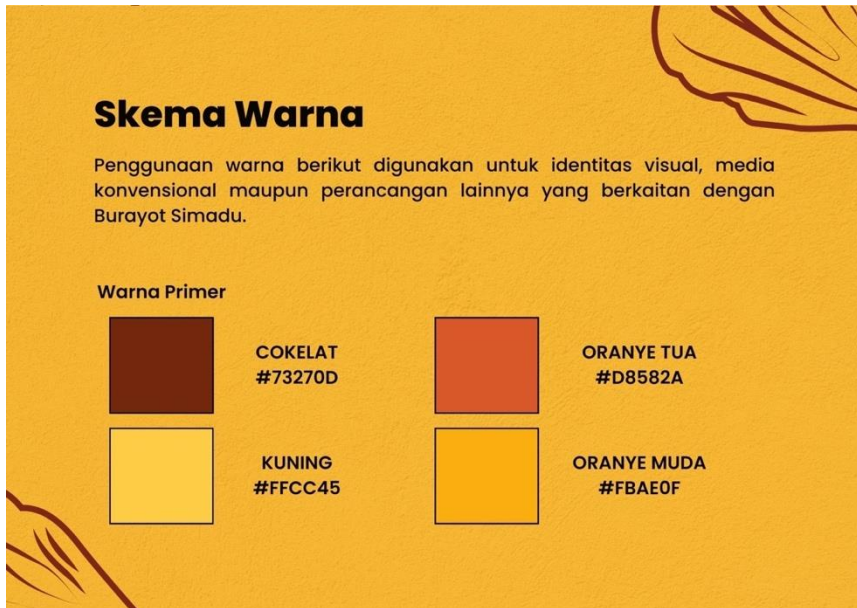 Skema Warna
Penggunaan warna berikut digunakan untuk identitas visual, media
konvensional maupun perancangan lainnya yang berkaitan dengan
Burayot Simadu.
Warna Primer
COKELAT
#73270D
ORANYE TUA
#D8582A
KUNING
#FFCC45
ORANYE MUDA
#FBAE0F